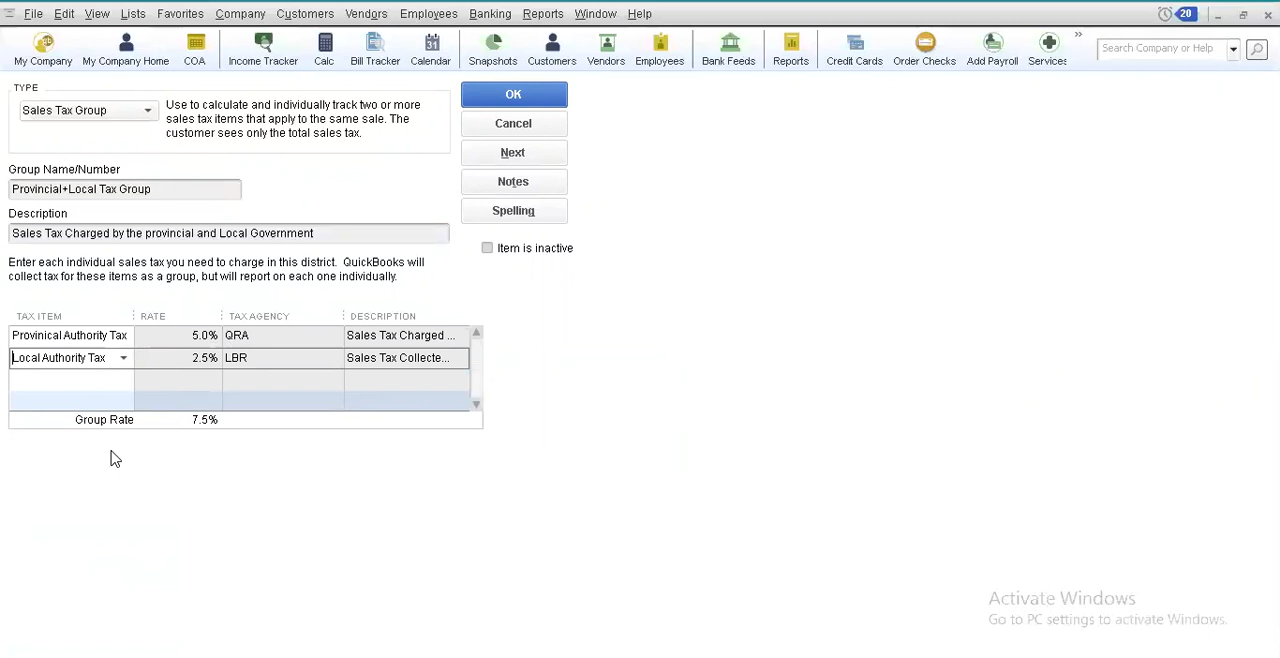 File Edit View Lists Favorites Company Customers Vendors Employees Banking Reports Window Help 20
My Company My Company Home COA Income Tracker Calc Bill Tracker 31 Calendar Snapshots Customers Vendors Employees Bank Feeds Reports Credit Cards Order Checks Add Payroll Services » Search Company or Help
TYPE
Sales Tax Group
Use to calculate and individually track two or more
sales tax items that apply to the same sale. The
customer sees only the total sales tax.
OK
Cancel
Next
Notes
Spelling
Item is inactive
Group Name/Number
Provincial+Local Tax Group
Description
Sales Tax Charged by the provincial and Local Government
Enter each individual sales tax you need to charge in this district. QuickBooks will
collect tax for these items as a group, but will report on each one individually.
TAX ITEM RATE TAX AGENCY DESCRIPTION
Provinical Authority Tax 5.0% QRA Sales Tax Charged ...
Local Authority Tax 2.5% LBR Sales Tax Collecte...
Group Rate 7.5%
Activate Windows
Go to PC settings to activate Windows.